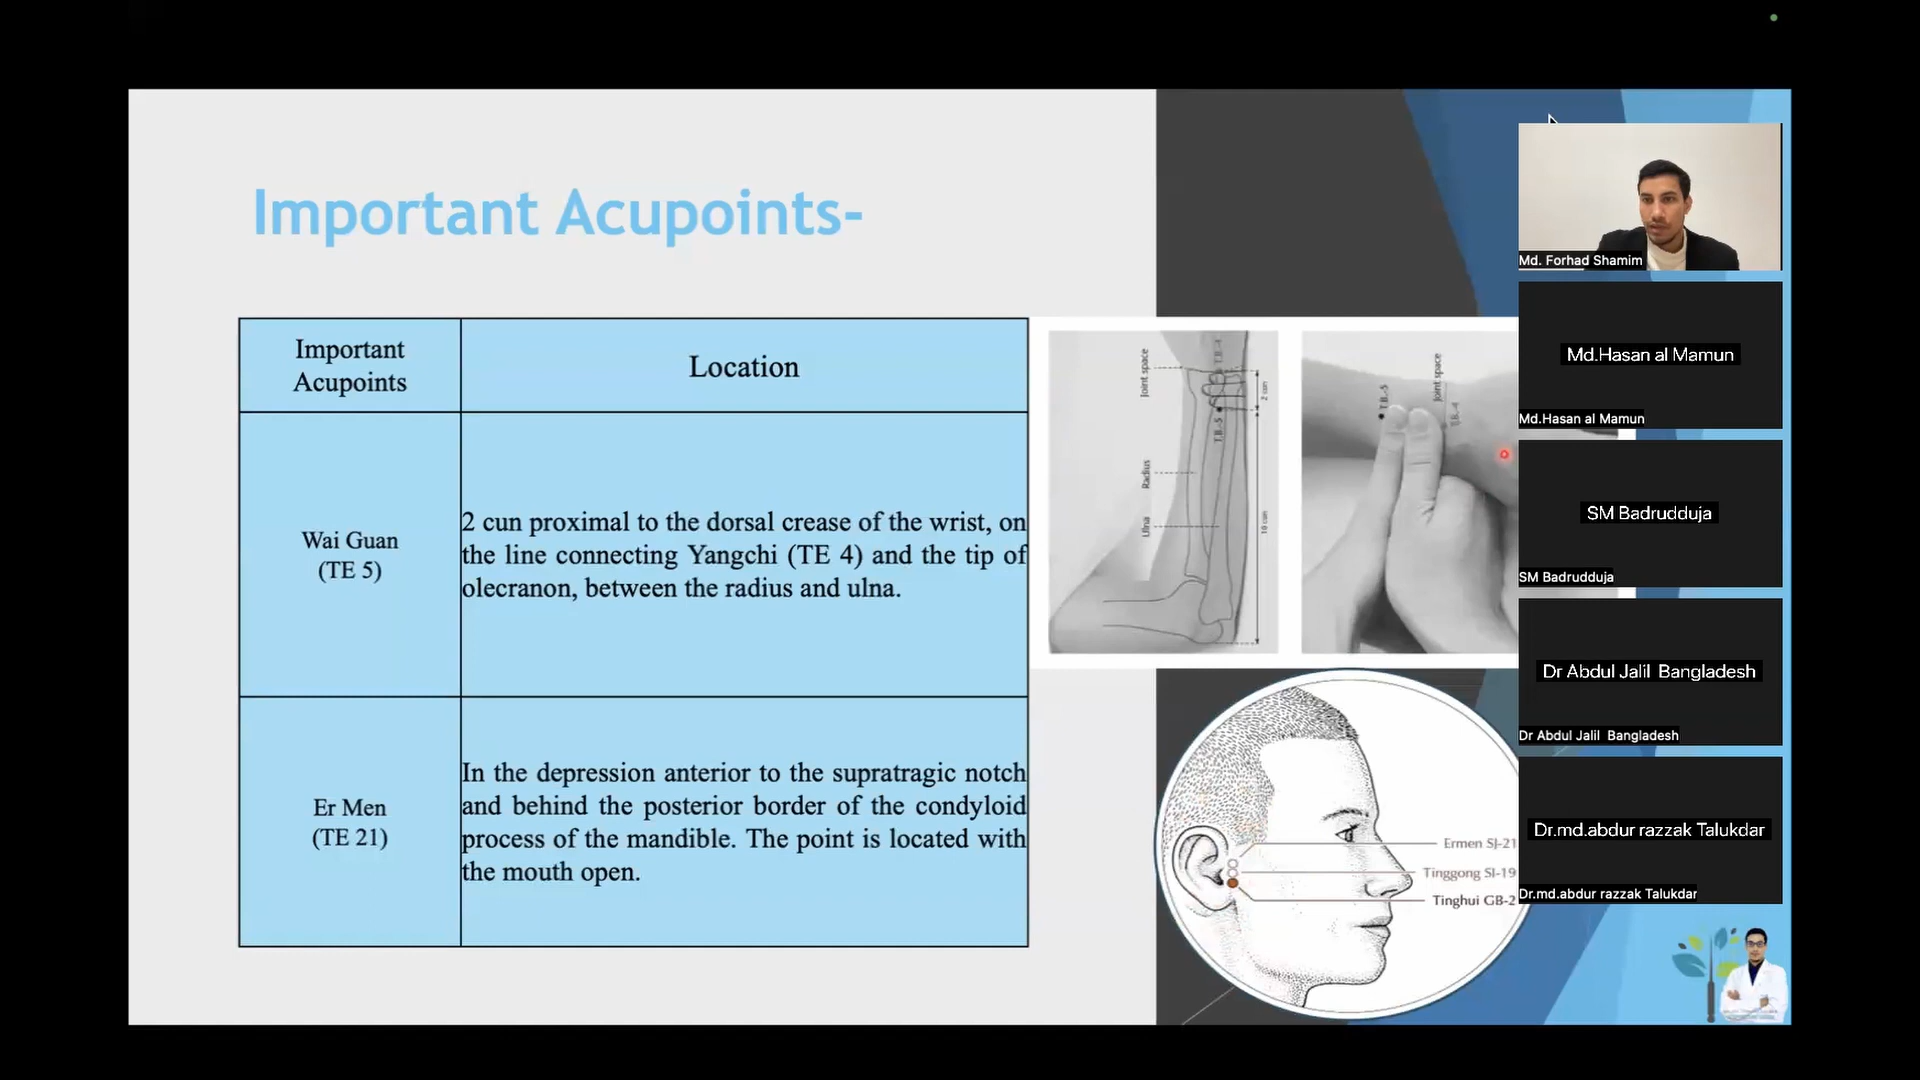 Important Acupoints-
Important
Acupoints
Location
Wai Guan
(TE 5)
2 cun proximal to the dorsal crease of the wrist, on
the line connecting Yangchi (TE 4) and the tip of
olecranon, between the radius and ulna.
Er Men
(TE 21)
In the depression anterior to the supratragic notch
and behind the posterior border of the condyloid
process of the mandible. The point is located with
the mouth open.
Joint space
T.B.-4
2 cun
T.B.-5
Radius
Ulna
10 cun
T.B.-5
Joint space
T.B.-4
Ermen SJ-21
Tinggong SI-19
Tinghui GB-2
Md. Forhad Shamim
Md.Hasan al Mamun
Md.Hasan al Mamun
SM Badrudduja
SM Badrudduja
Dr Abdul Jalil Bangladesh
Dr Abdul Jalil Bangladesh
Dr.md.abdur razzak Talukdar
Dr.md.abdur razzak Talukdar